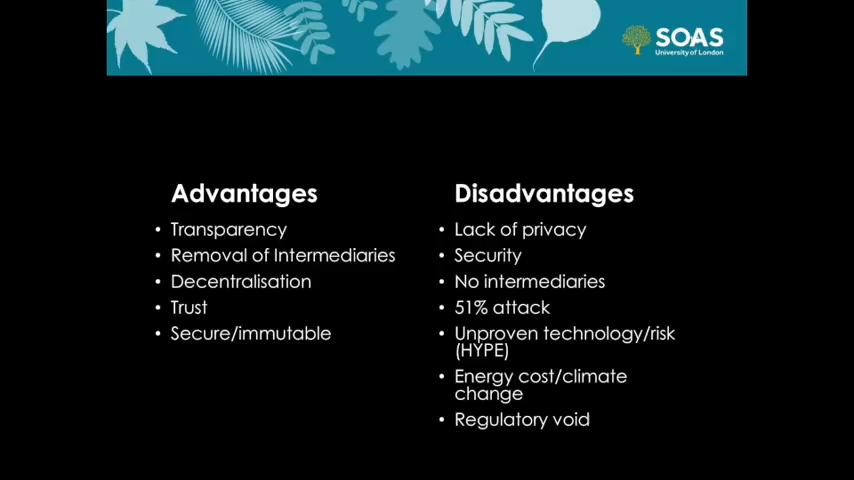 SOAS
University of London
Advantages
• Transparency
• Removal of Intermediaries
• Decentralisation
• Trust
• Secure/immutable
Disadvantages
• Lack of privacy
• Security
• No intermediaries
• 51% attack
• Unproven technology/risk
(HYPE)
• Energy cost/climate
change
• Regulatory void